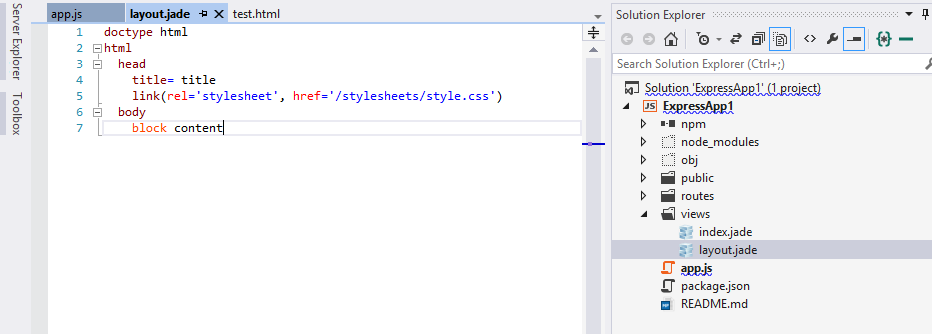 Server Explorer
Toolbox
app.js
layout.jade
test.html
1 doctype html
2 html
3 head
4 title= title
5 link(rel='stylesheet', href='/stylesheets/style.css')
6 body
7 block content
Solution Explorer
Search Solution Explorer (Ctrl+;)
Solution 'ExpressApp1' (1 project)
JS ExpressApp1
npm
node_modules
obj
public
routes
views
index.jade
layout.jade
app.js
package.json
README.md